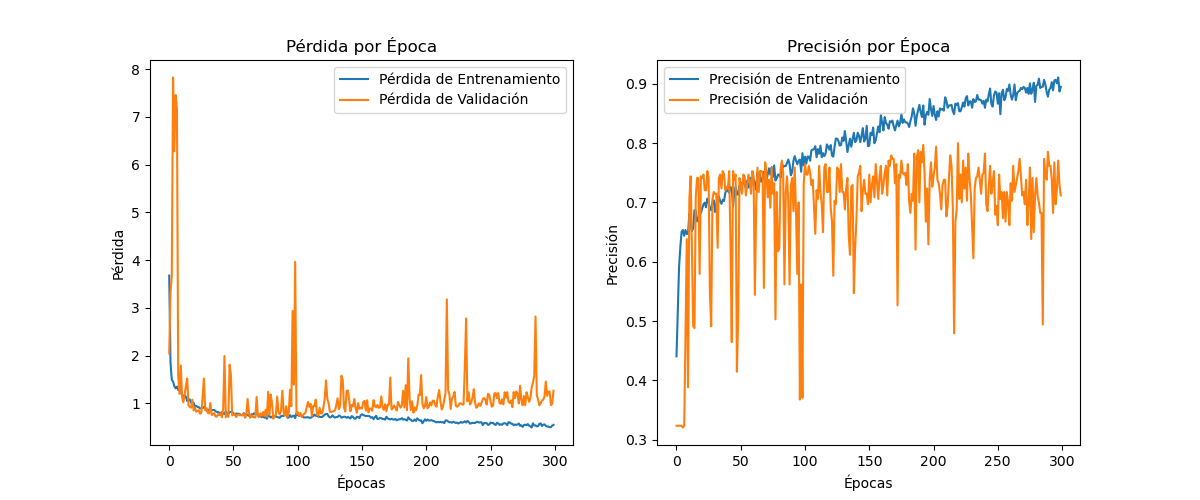 Pérdida por Época
Pérdida de Entrenamiento
Pérdida de Validación
8
7
6
5
4
3
2
1
Pérdida
0
50
100
150
200
250
300
Épocas
Precisión por Época
Precisión de Entrenamiento
Precisión de Validación
0.9
0.8
0.7
0.6
0.5
0.4
0.3
Precisión
0
50
100
150
200
250
300
Épocas